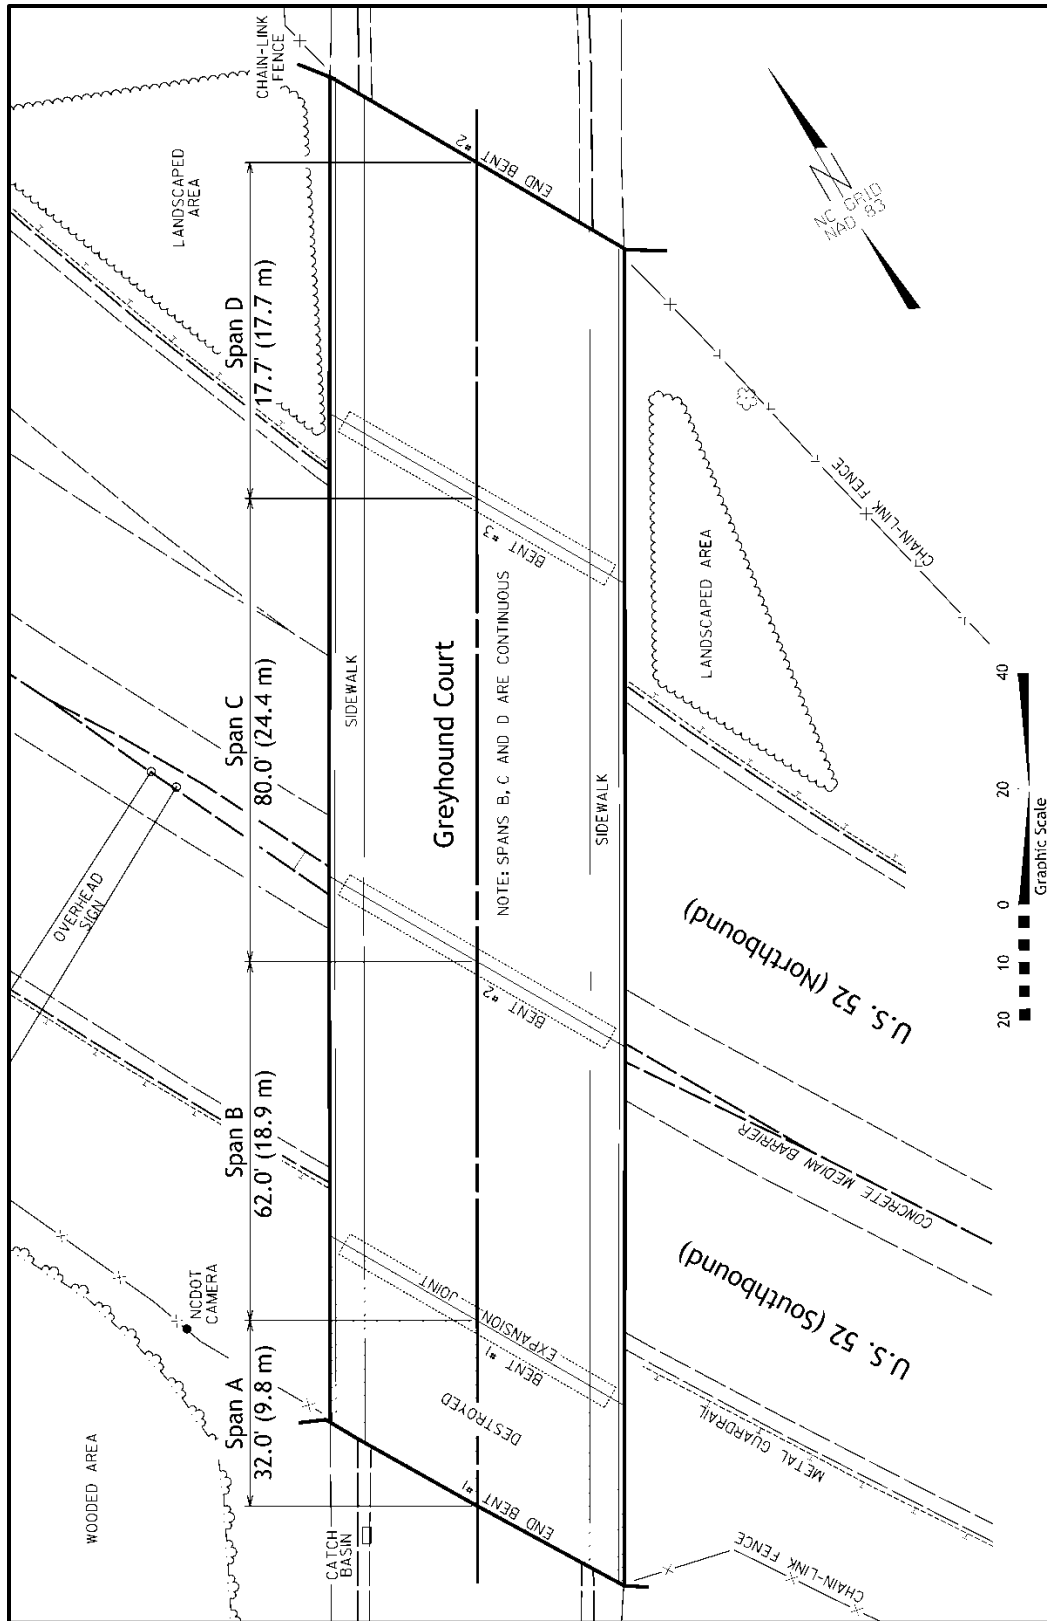 WOODED AREA
NCDOT
CAMERA
OVERHEAD
SIGN
LANDSCAPED
AREA
CHAIN-LINK
FENCE
Span A
32.0' (9.8 m)
Span B
62.0' (18.9 m)
Span C
80.0' (24.4 m)
Span D
17.7' (17.7 m)
CATCH
BASIN
SIDEWALK
END BENT #1
DESTROYED
BENT #1
EXPANSION JOINT
BENT #2
Greyhound Court
NOTE: SPANS B, C AND D ARE CONTINUOUS
BENT #3
END BENT #2
SIDEWALK
CHAIN-LINK FENCE
METAL GUARDRAIL
U.S. 52 (Southbound)
CONCRETE MEDIAN BARRIER
U.S. 52 (Northbound)
LANDSCAPED AREA
CHAIN-LINK FENCE
NC GRID
NAD 83
20 10 0 20 40
Graphic Scale